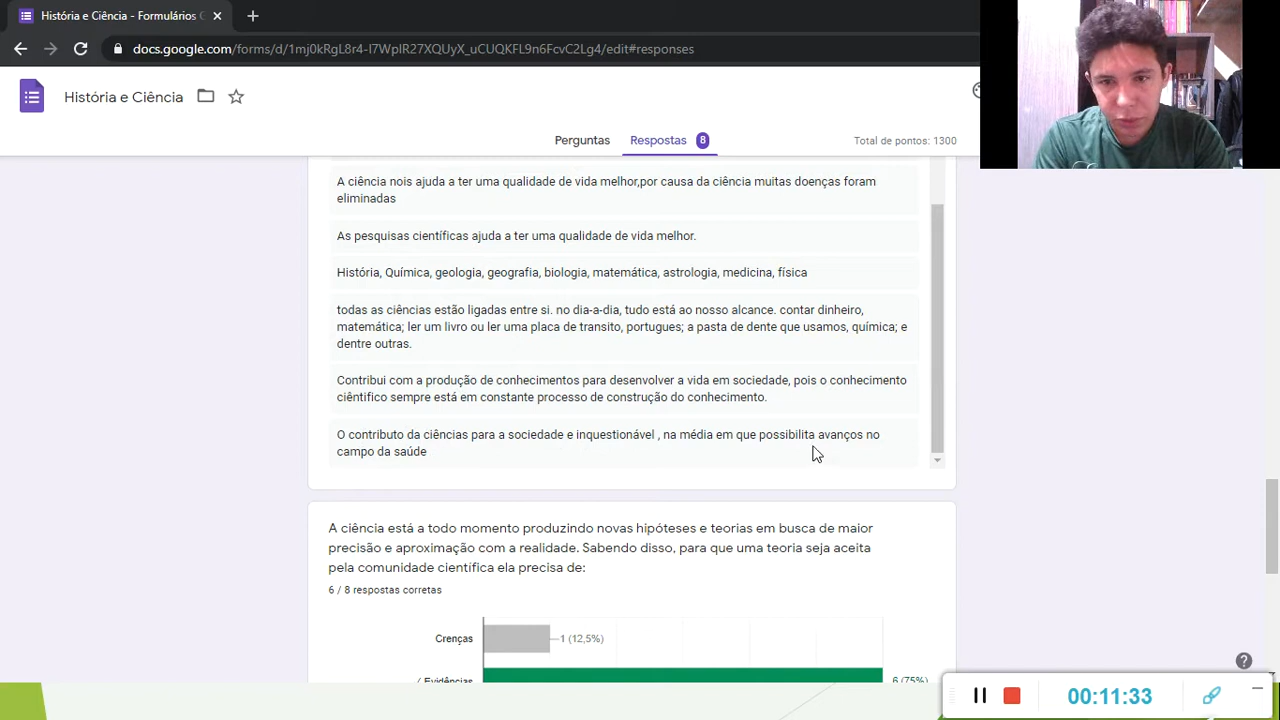 História e Ciência - Formulários G
docs.google.com/forms/d/1mj0kRgL8r4-l7WplR27XQUyX_uCUQKFL9n6FcvC2Lg4/edit#responses
História e Ciência
Perguntas
Respostas
8
Total de pontos: 1300
A ciência nois ajuda a ter uma qualidade de vida melhor,por causa da ciência muitas doenças foram
eliminadas
As pesquisas científicas ajuda a ter uma qualidade de vida melhor.
História, Química, geologia, geografia, biologia, matemática, astrologia, medicina, física
todas as ciências estão ligadas entre si. no dia-a-dia, tudo está ao nosso alcance. contar dinheiro,
matemática; ler um livro ou ler uma placa de transito, portugues; a pasta de dente que usamos, química; e
dentre outras.
Contribui com a produção de conhecimentos para desenvolver a vida em sociedade, pois o conhecimento
ciêntifico sempre está em constante processo de construção do conhecimento.
O contributo da ciências para a sociedade e inquestionável , na média em que possibilita avanços no
campo da saúde
A ciência está a todo momento produzindo novas hipóteses e teorias em busca de maior
precisão e aproximação com a realidade. Sabendo disso, para que uma teoria seja aceita
pela comunidade científica ela precisa de:
6 / 8 respostas corretas
Crenças
1 (12,5%)
Evidências
6 (75%)
00:11:33